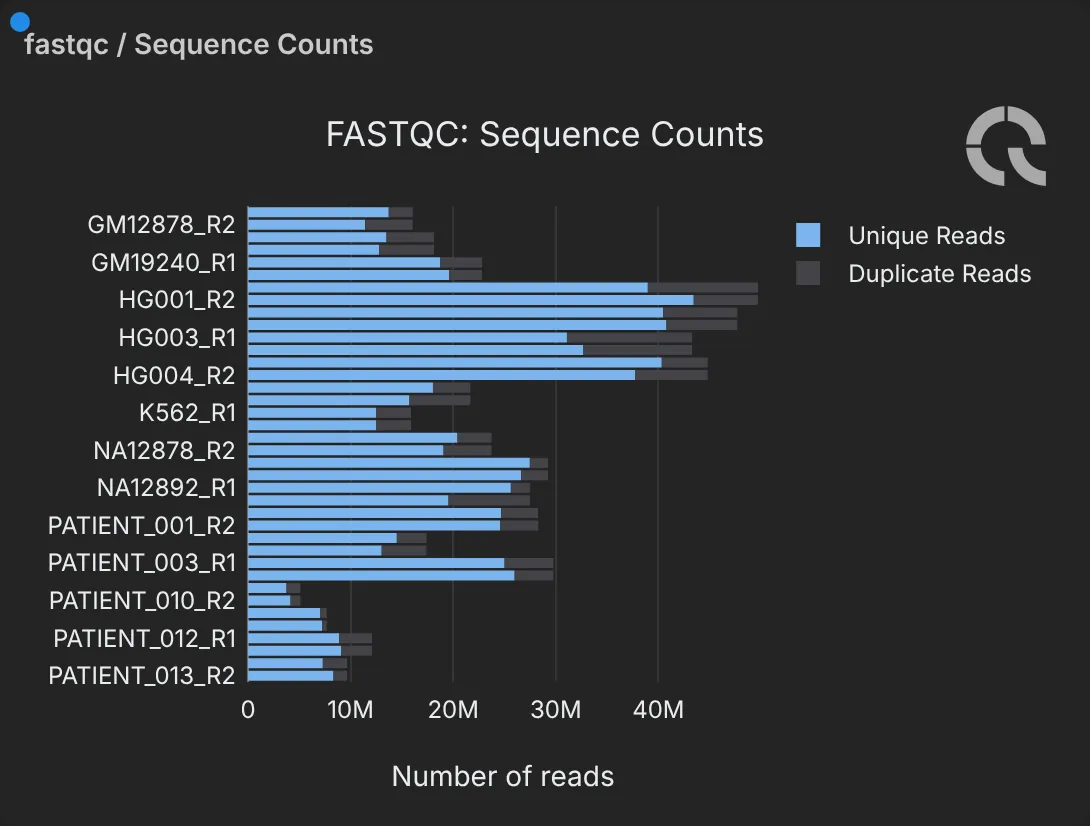 fastqc / Sequence Counts
FASTQC: Sequence Counts
GM12878_R2
GM19240_R1
HG001_R2
HG003_R1
HG004_R2
K562_R1
NA12878_R2
NA12892_R1
PATIENT_001_R2
PATIENT_003_R1
PATIENT_010_R2
PATIENT_012_R1
PATIENT_013_R2
Unique Reads
Duplicate Reads
0 10M 20M 30M 40M
Number of reads